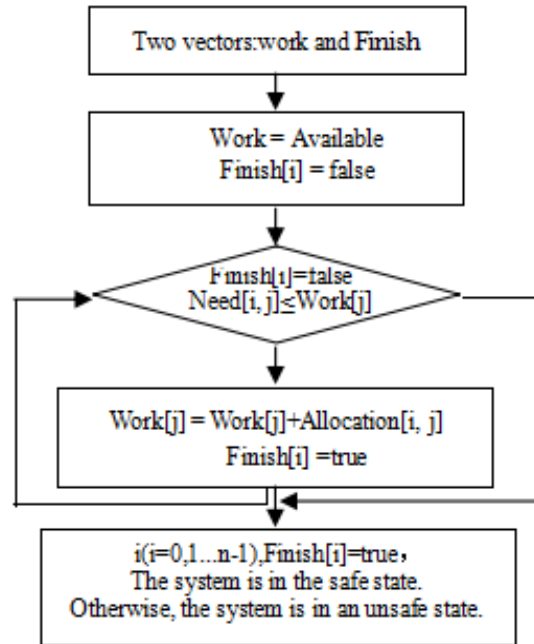 Two vectors:work and Finish
Work = Available
Finish[i] = false
Finish[i]=false
Need[i, j]≤Work[j]
Work[j] = Work[j]+Allocation[i, j]
Finish[i] =true
i(i=0,1...n-1),Finish[i]=true，
The system is in the safe state.
Otherwise, the system is in an unsafe state.